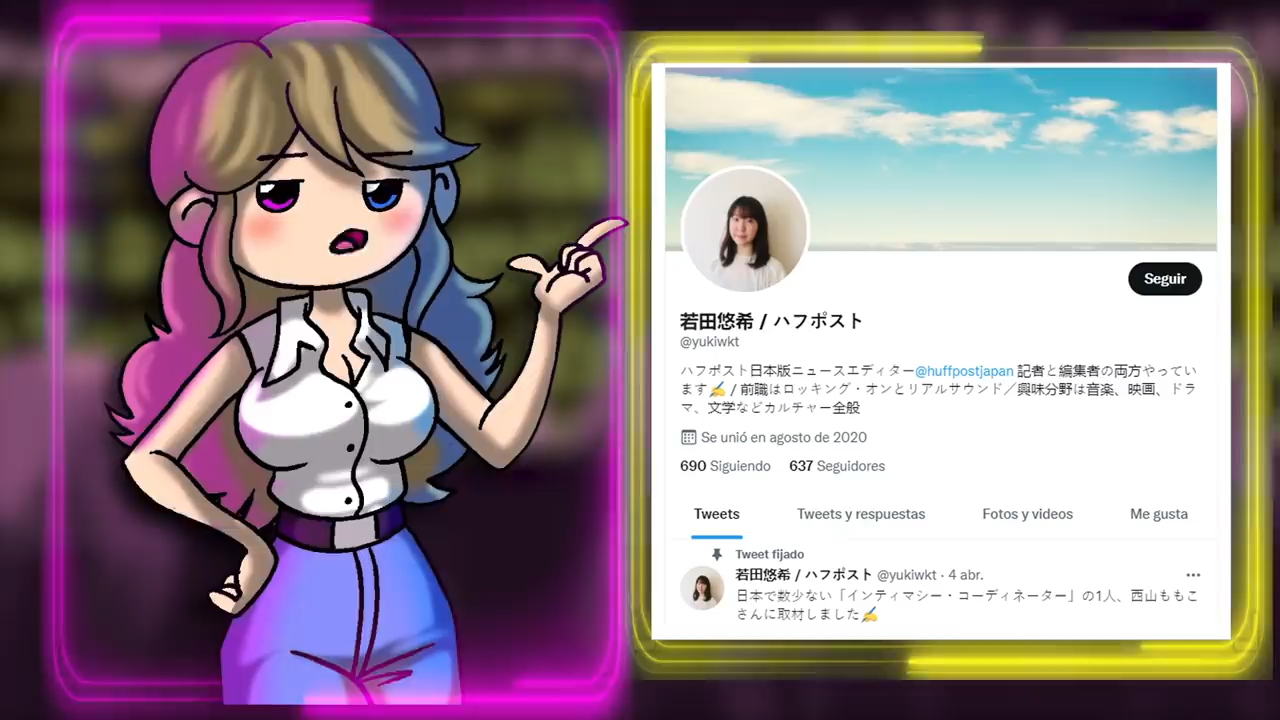 Seguir
若田悠希 / ハフポスト
@yukiwkt
ハフポスト日本版ニュースエディター@huffpostjapan 記者と編集者の両方やってい
ます✍️ / 前職はロッキング・オンとリアルサウンド／興味分野は音楽、映画、ドラ
マ、文学などカルチャー全般
Se unió en agosto de 2020
690 Siguiendo 637 Seguidores
Tweets Tweets y respuestas Fotos y videos Me gusta
Tweet fijado
若田悠希 / ハフポスト @yukiwkt · 4 abr.
日本で数少ない「インティマシー・コーディネーター」の1人、西山ももこ
さんに取材しました✍️